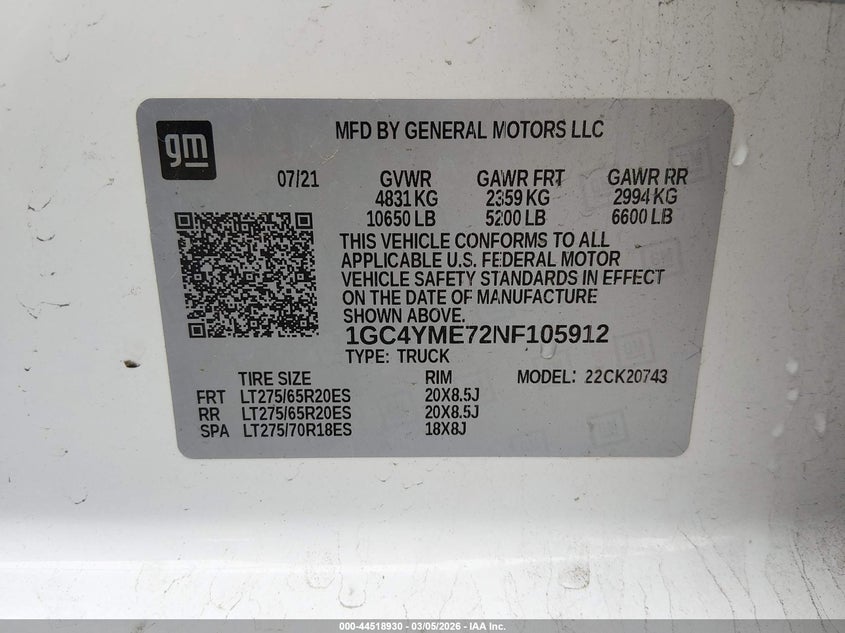 gm
MFD BY GENERAL MOTORS LLC
07/21 GVWR GAWR FRT GAWR RR
4831 KG 2359 KG 2994 KG
10650 LB 5200 LB 6600 LB
THIS VEHICLE CONFORMS TO ALL
APPLICABLE U.S. FEDERAL MOTOR
VEHICLE SAFETY STANDARDS IN EFFECT
ON THE DATE OF MANUFACTURE
SHOWN ABOVE.
1GC4YME72NF105912
TYPE: TRUCK
TIRE SIZE RIM MODEL: 22CK20743
FRT LT275/65R20ES 20X8.5J
RR LT275/65R20ES 20X8.5J
SPA LT275/70R18ES 18X8J
000-44518930 - 03/05/2026 - IAA Inc.